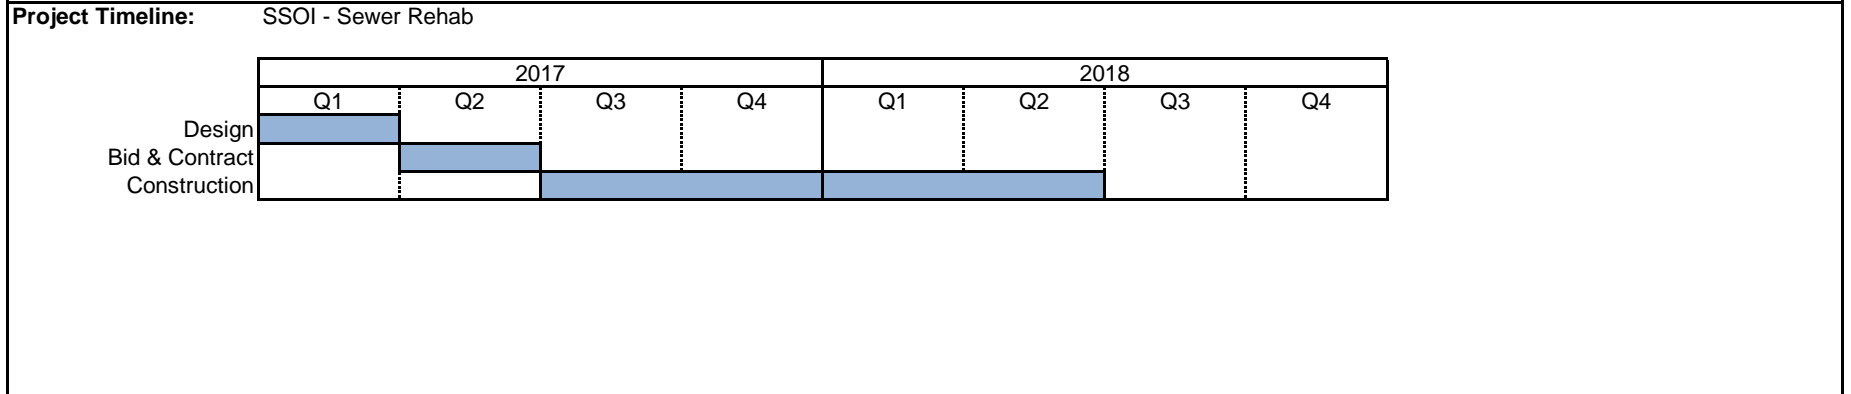 Project Timeline: SSOI - Sewer Rehab
2017 2018
Q1 Q2 Q3 Q4 Q1 Q2 Q3 Q4
Design
Bid & Contract
Construction